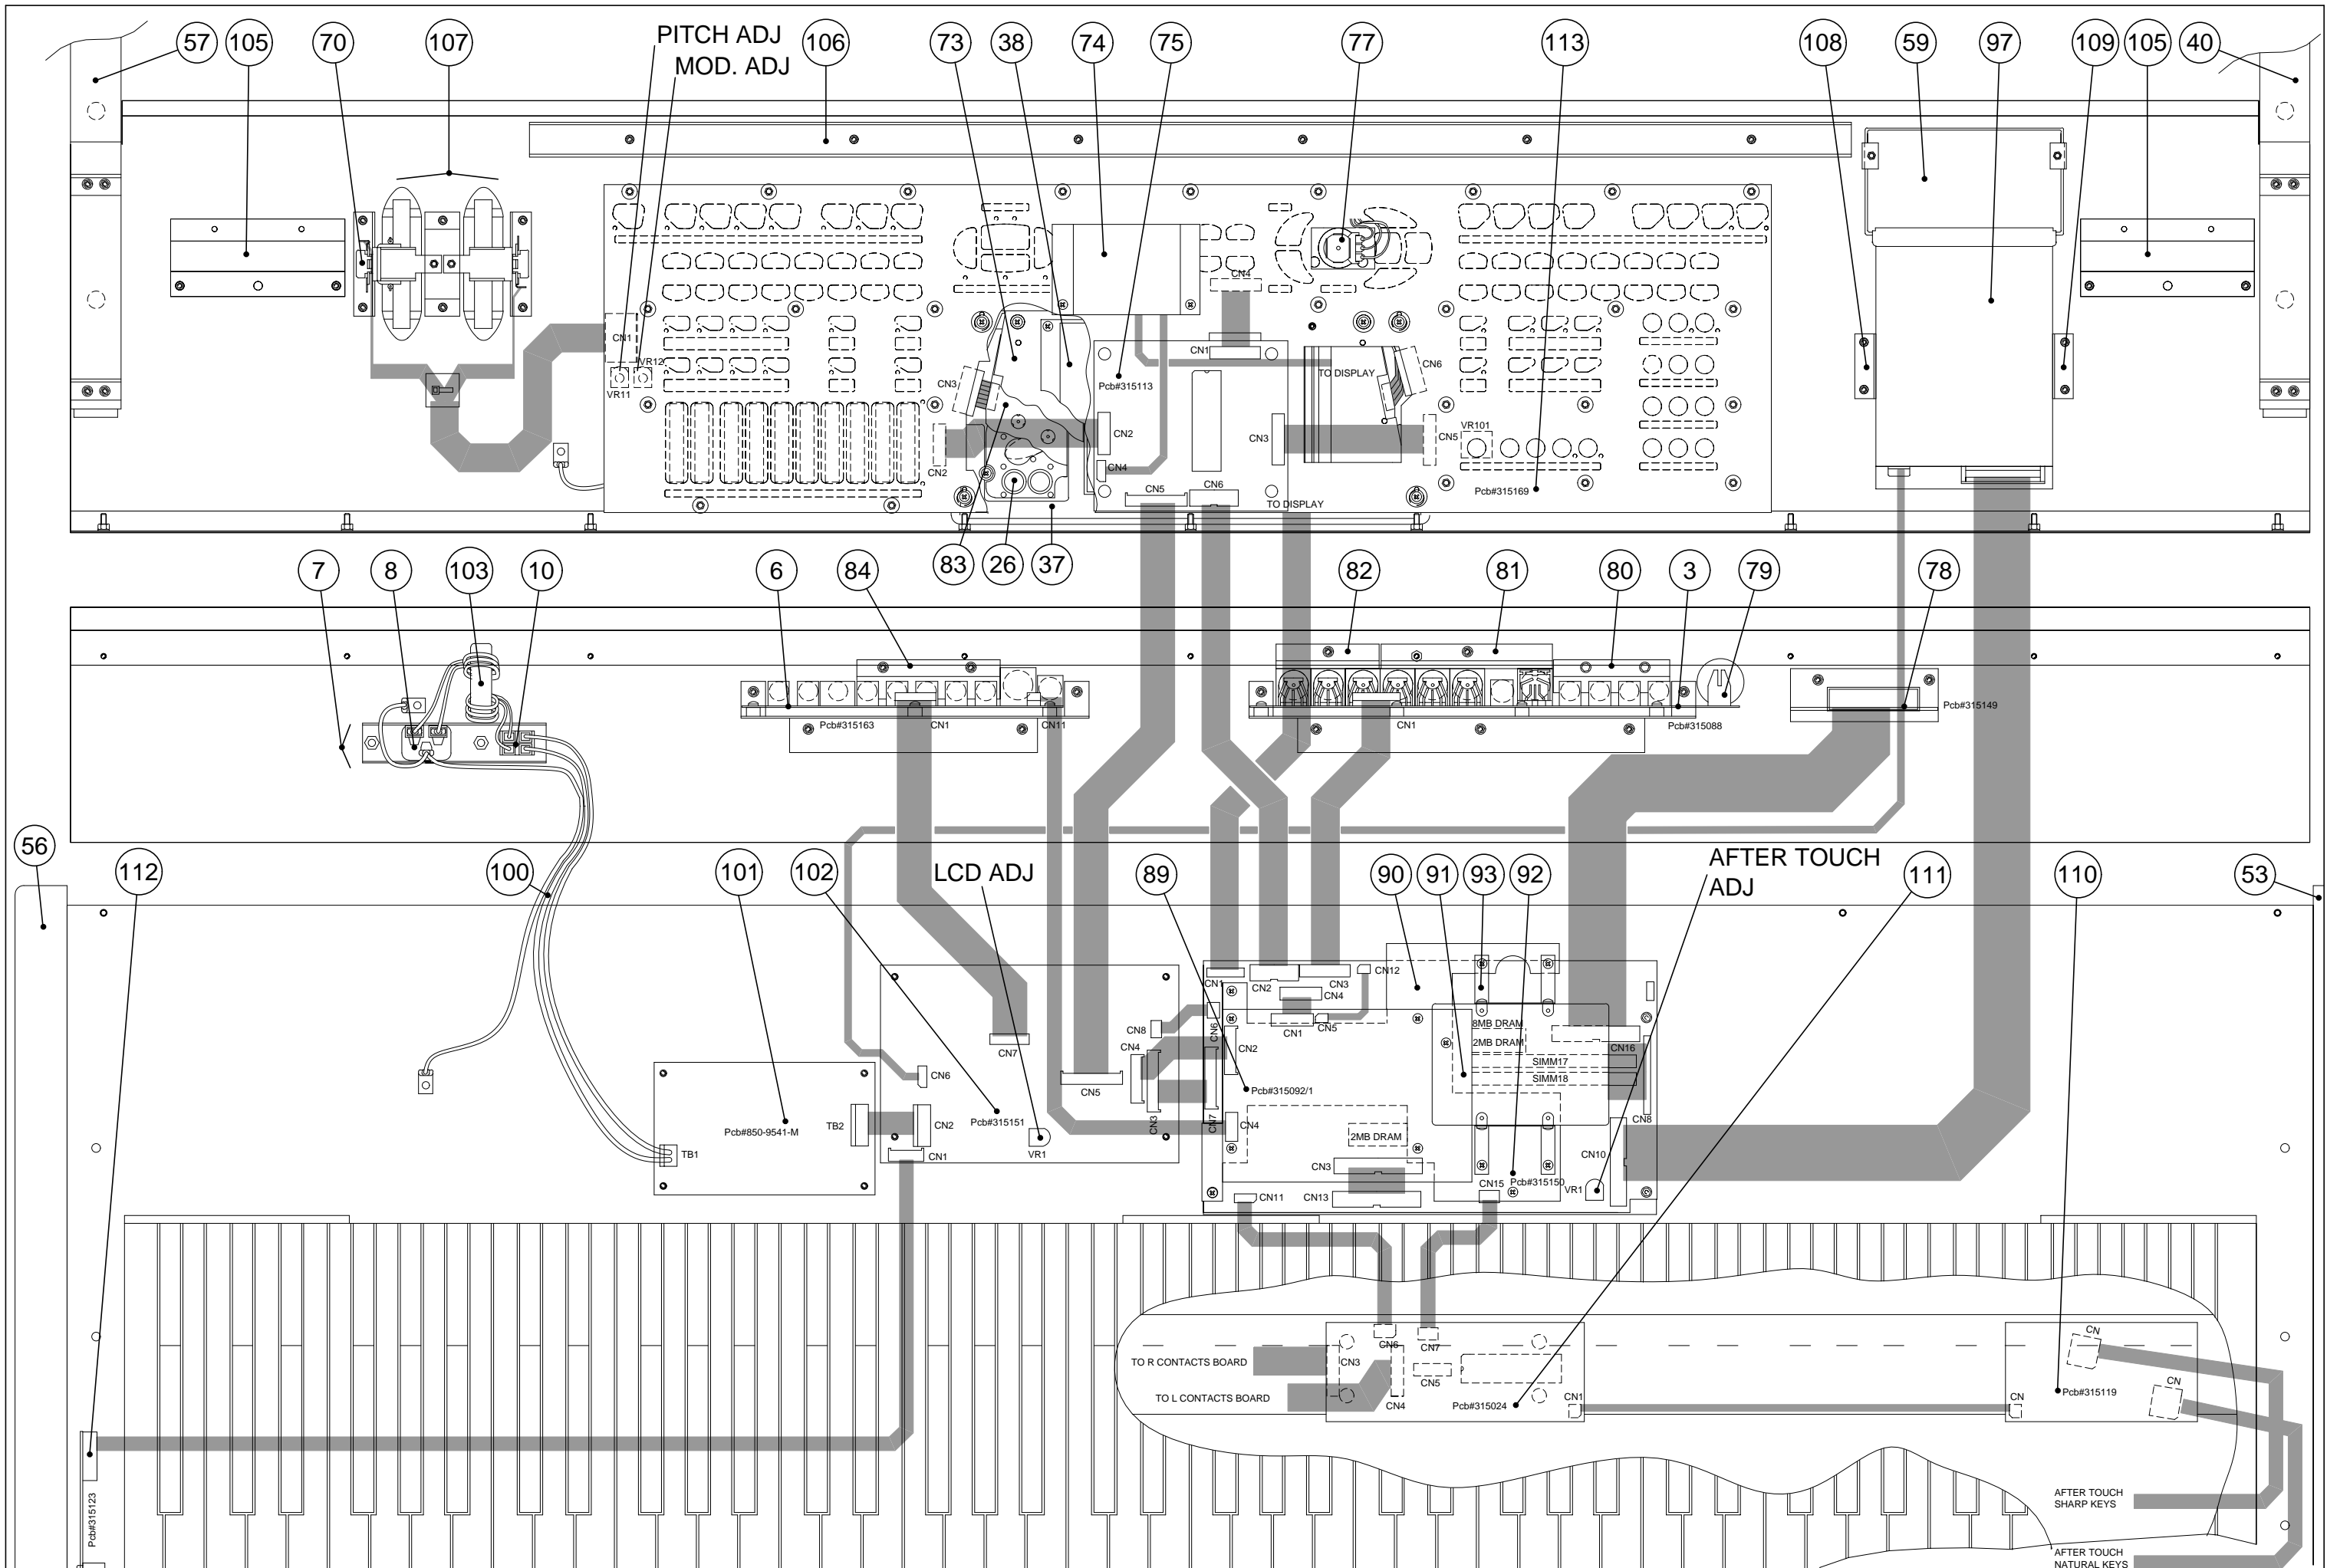 57
105
70
107
PITCH ADJ
MOD. ADJ
106
73
38
74
75
77
113
108
59
97
109
105
40
CN4
CN1
VR12
VR11
CN3
CN1
Pcb#315113
TO DISPLAY
CN6
CN2
CN2
CN3
CN5
VR101
CN4
CN5
CN6
Pcb#315169
TO DISPLAY
83
26
37
7
8
103
10
6
84
82
81
80
3
79
78
Pcb#315163
CN1
CN11
CN1
Pcb#315088
Pcb#315149
56
112
100
101
102
LCD ADJ
89
90
91
93
92
AFTER TOUCH
ADJ
111
110
53
CN1
CN2
CN3
CN12
CN4
CN8
CN6
CN1
CN5
8MB DRAM
2MB DRAM
CN16
CN7
CN4
CN2
SIMM17
SIMM18
CN6
CN5
Pcb#315092/1
Pcb#850-9541-M
TB2
CN2
Pcb#315151
CN3
CN7
CN4
2MB DRAM
CN8
TB1
CN1
VR1
CN3
CN10
Pcb#315150
CN15
VR1
CN11
CN13
TO R CONTACTS BOARD
CN3
CN6
CN7
CN5
TO L CONTACTS BOARD
CN4
Pcb#315024
CN1
CN
CN
CN
Pcb#315119
Pcb#315123
AFTER TOUCH
SHARP KEYS
AFTER TOUCH
NATURAL KEYS